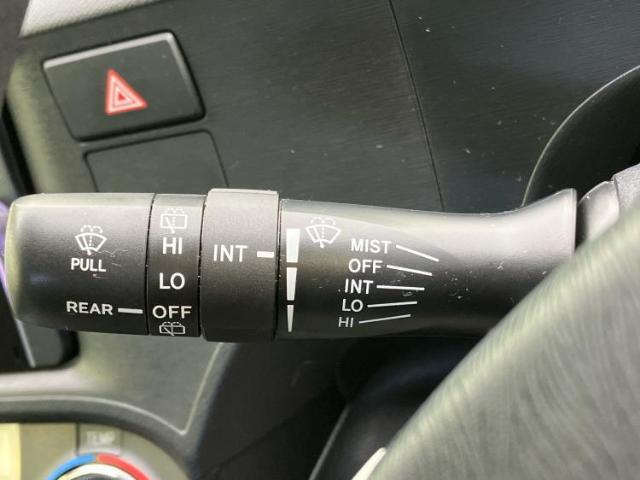 PULL
REAR
HI
LO
OFF
INT
MIST
OFF
INT
LO
HI
TEMP